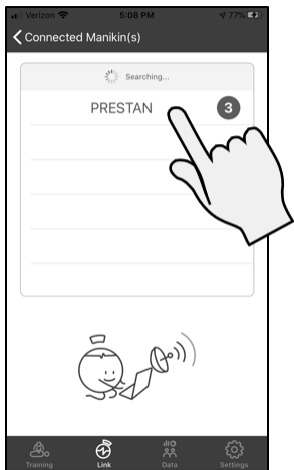 Verizon 5:08 PM 77%
Connected Manikin(s)
Searching...
PRESTAN 3
Training Link Data Settings